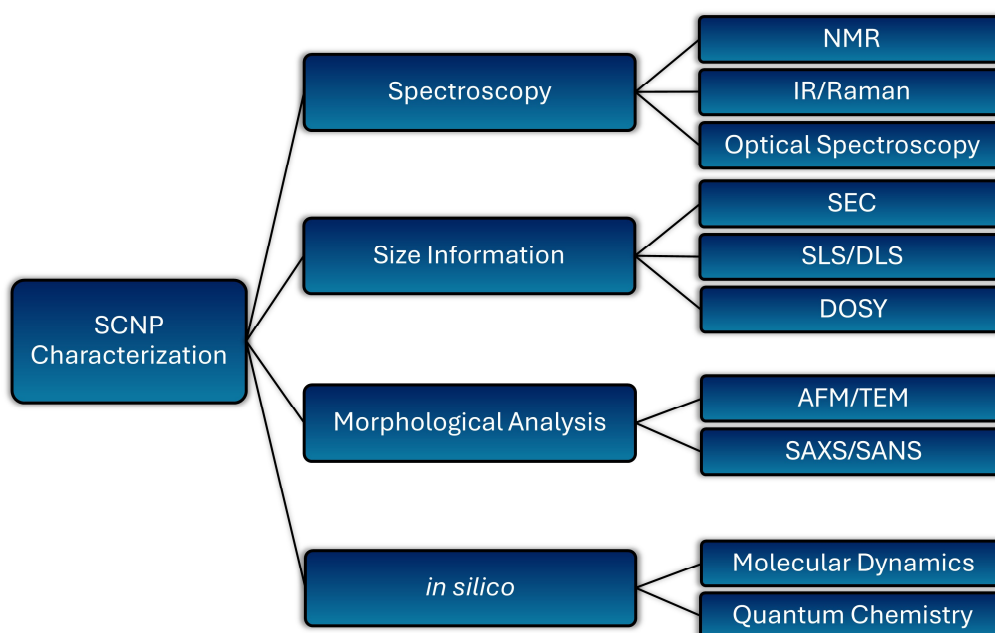 SCNP
Characterization
Spectroscopy
NMR
IR/Raman
Optical Spectroscopy
Size Information
SEC
SLS/DLS
DOSY
Morphological Analysis
AFM/TEM
SAXS/SANS
in silico
Molecular Dynamics
Quantum Chemistry